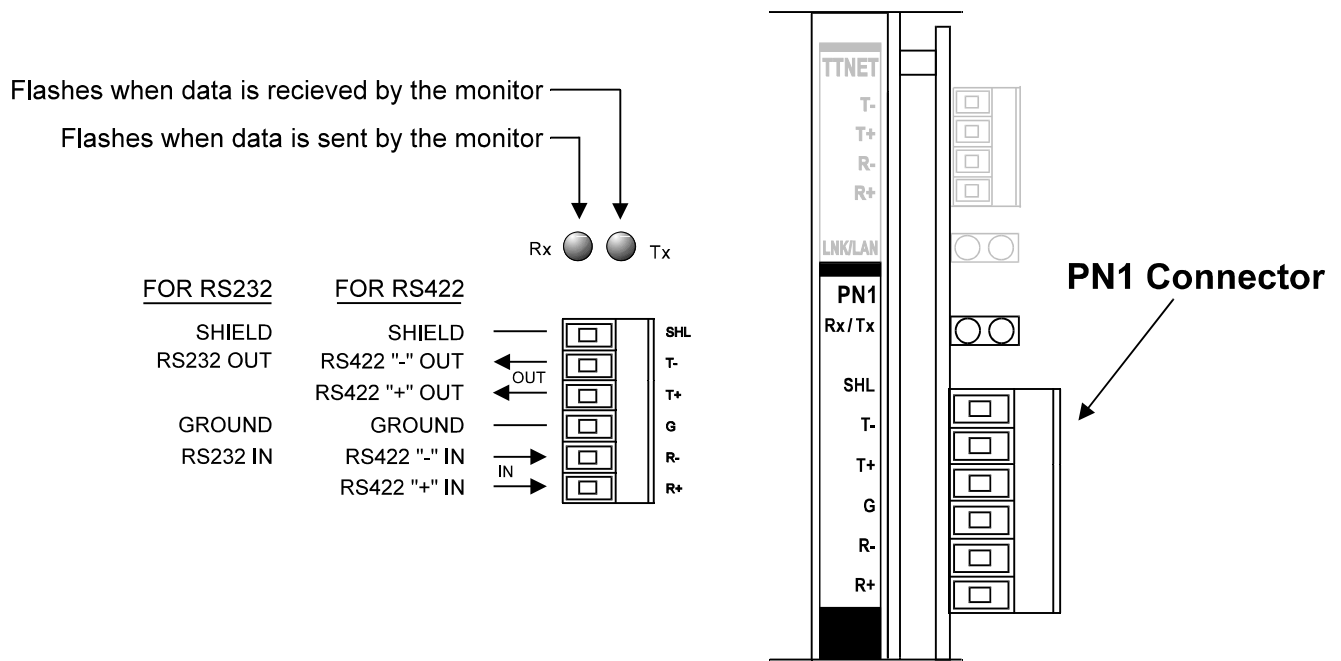 Flashes when data is recieved by the monitor
Flashes when data is sent by the monitor
Rx
Tx
FOR RS232
FOR RS422
SHIELD
SHIELD
SHL
RS232 OUT
RS422 "-" OUT
T-
OUT
RS422 "+" OUT
T+
GROUND
GROUND
G
RS232 IN
RS422 "-" IN
R-
IN
RS422 "+" IN
R+
TTNET
T-
T+
R-
R+
LNK/LAN
PN1
Rx/Tx
SHL
T-
T+
G
R-
R+
PN1 Connector